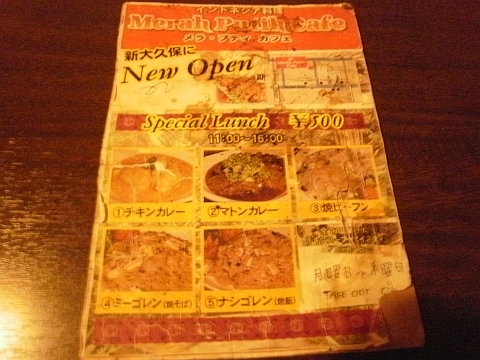 インドネシア料理
Merah Putih Cafe
メラ・プティ カフェ
新大久保に
New Open
Special Lunch ¥500
11:00～16:00
①チキンカレー
②マトンカレー
③焼ビーフン
④ミーゴレン(焼そば)
⑤ナシゴレン(焼飯)
TAKE OUT